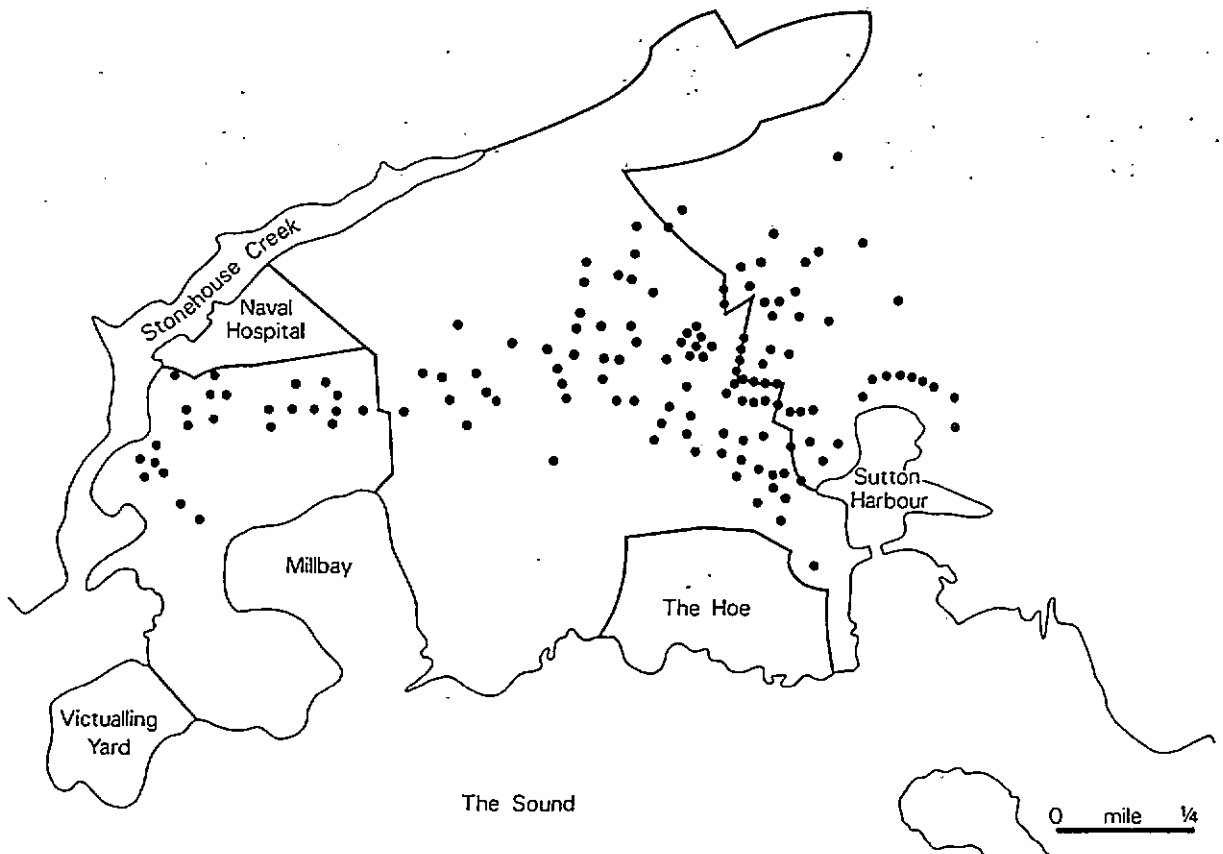 Stonehouse Creek
Naval
Hospital
Sutton
Harbour
Millbay
The Hoe
Victualling
Yard
The Sound
0 mile ¼